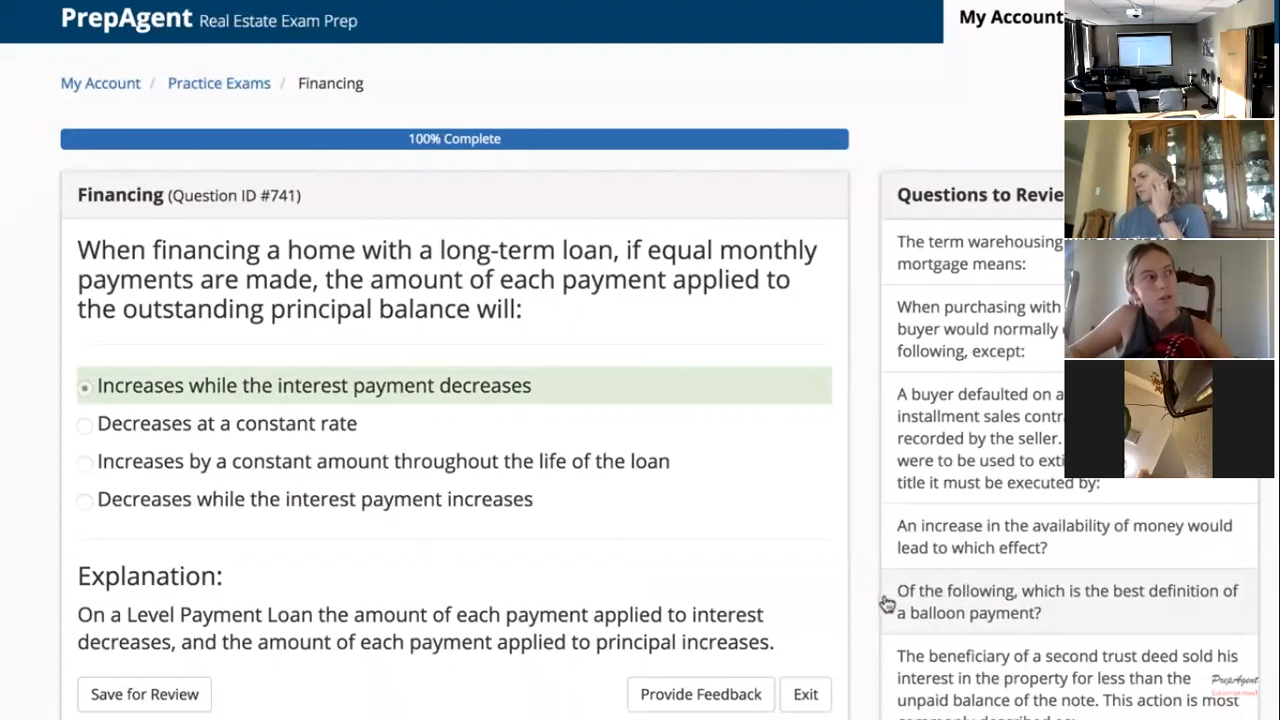 PrepAgent Real Estate Exam Prep
My Account
My Account / Practice Exams / Financing
100% Complete
Financing (Question ID #741)
When financing a home with a long-term loan, if equal monthly
payments are made, the amount of each payment applied to
the outstanding principal balance will:
Increases while the interest payment decreases
Decreases at a constant rate
Increases by a constant amount throughout the life of the loan
Decreases while the interest payment increases
Explanation:
On a Level Payment Loan the amount of each payment applied to interest
decreases, and the amount of each payment applied to principal increases.
Save for Review
Provide Feedback
Exit
Questions to Revie
The term warehousing
mortgage means:
When purchasing with
buyer would normally
following, except:
A buyer defaulted on a
installment sales contr
recorded by the seller.
were to be used to exti
title it must be executed by:
An increase in the availability of money would
lead to which effect?
Of the following, which is the best definition of
a balloon payment?
The beneficiary of a second trust deed sold his
interest in the property for less than the
unpaid balance of the note. This action is most
PrepAgent